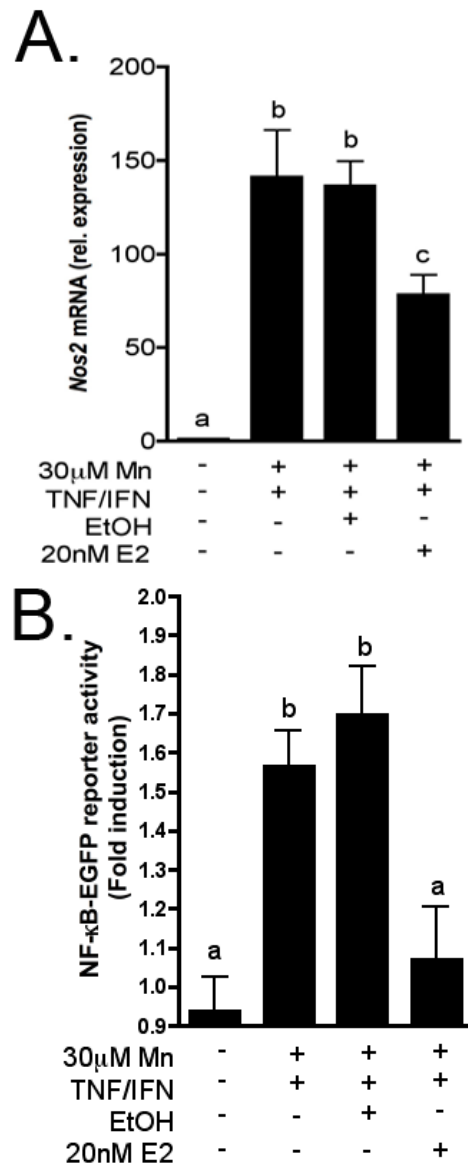 A.
Nos2 mRNA (rel. expression)
200
150
100
50
0
a
b
b
c
30μM Mn - + + +
TNF/IFN - + + +
EtOH - - + -
20nM E2 - - - +
B.
NF-κB-EGFP reporter activity
(Fold induction)
2.0
1.9
1.8
1.7
1.6
1.5
1.4
1.3
1.2
1.1
1.0
0.9
a
b
b
a
30μM Mn - + + +
TNF/IFN - + + +
EtOH - - + -
20nM E2 - - - +